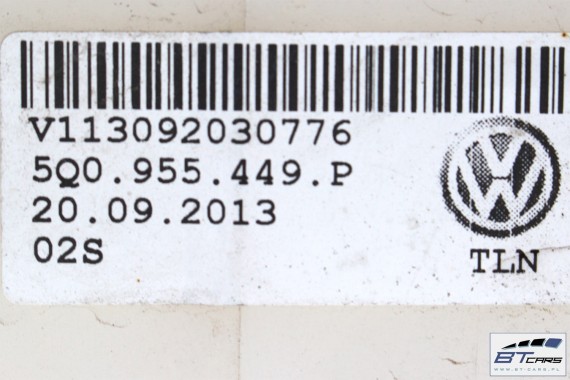 V113092030776
5Q0.955.449.P
20.09.2013
02S
TLN
BT CARS
WWW.BT-CARS.PL